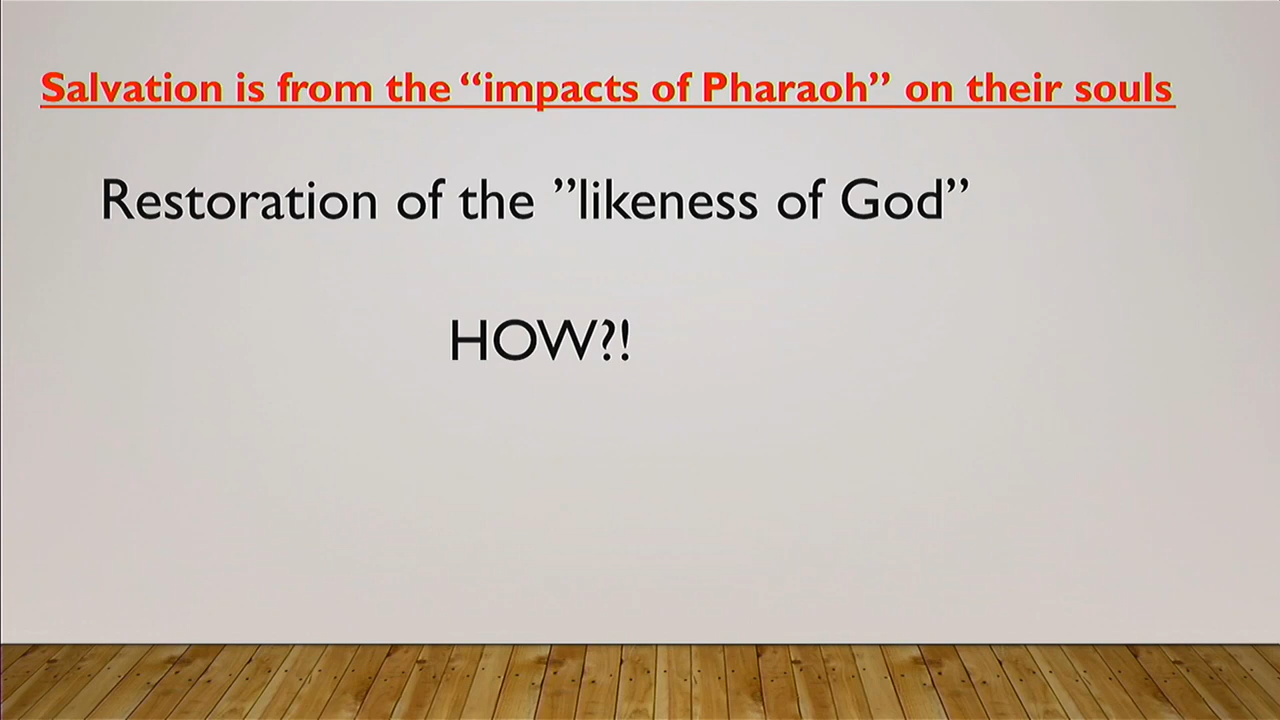 Salvation is from the “impacts of Pharaoh” on their souls
Restoration of the ”likeness of God”
HOW?!